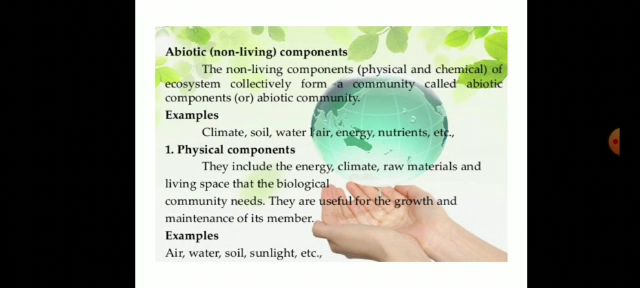 Abiotic (non-living) components
The non-living components (physical and chemical) of
ecosystem collectively form a community called abiotic
components (or) abiotic community.
Examples
Climate, soil, water air, energy, nutrients, etc.,
1. Physical components
They include the energy, climate, raw materials and
living space that the biological
community needs. They are useful for the growth and
maintenance of its member.
Examples
Air, water, soil, sunlight, etc.,